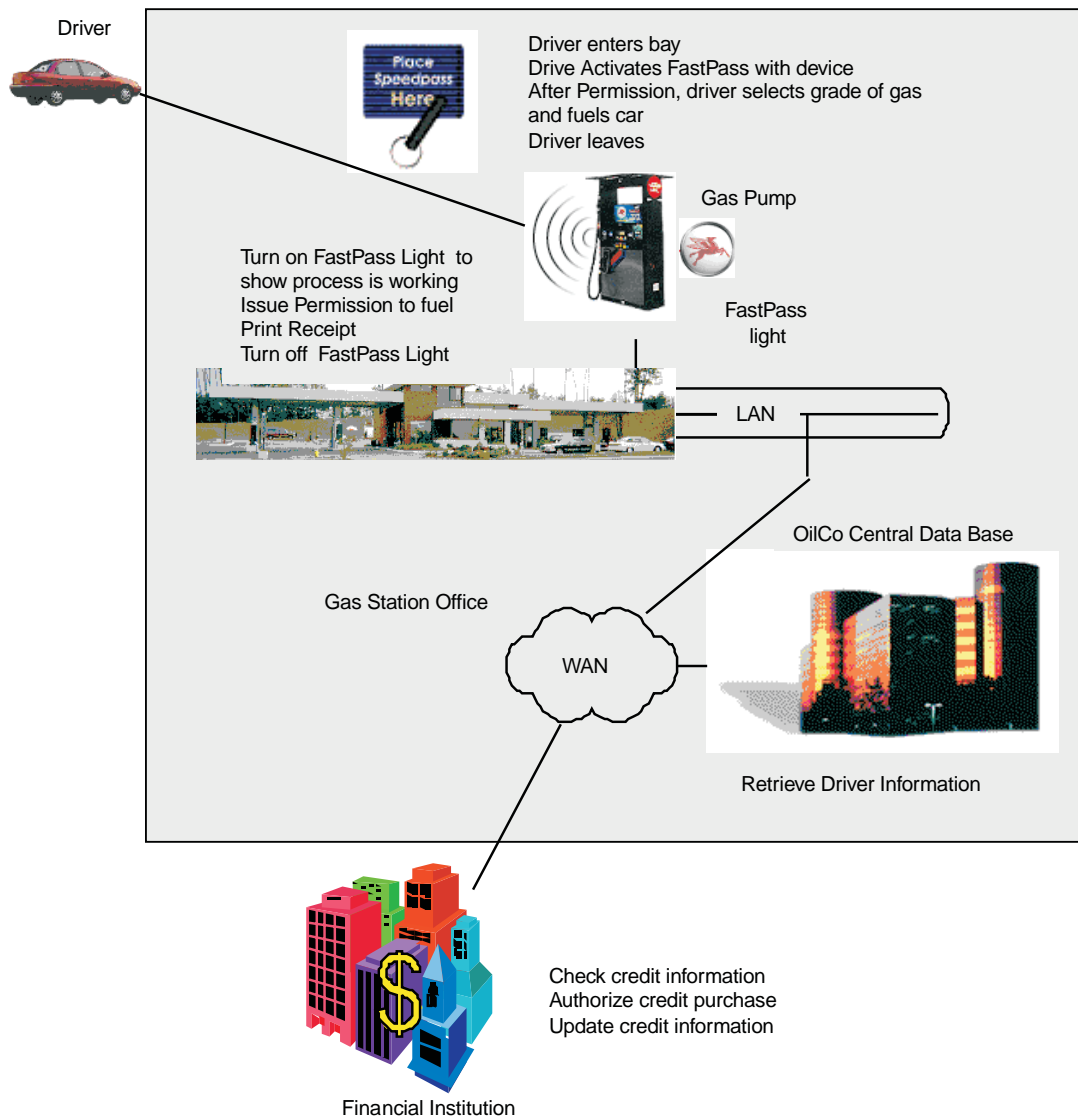 Driver
Place
Speedpass
Here
Driver enters bay
Drive Activates FastPass with device
After Permission, driver selects grade of gas
and fuels car
Driver leaves
Gas Pump
Turn on FastPass Light to
show process is working
Issue Permission to fuel
Print Receipt
Turn off FastPass Light
FastPass
light
LAN
OilCo Central Data Base
Gas Station Office
WAN
Retrieve Driver Information
$
Check credit information
Authorize credit purchase
Update credit information
Financial Institution